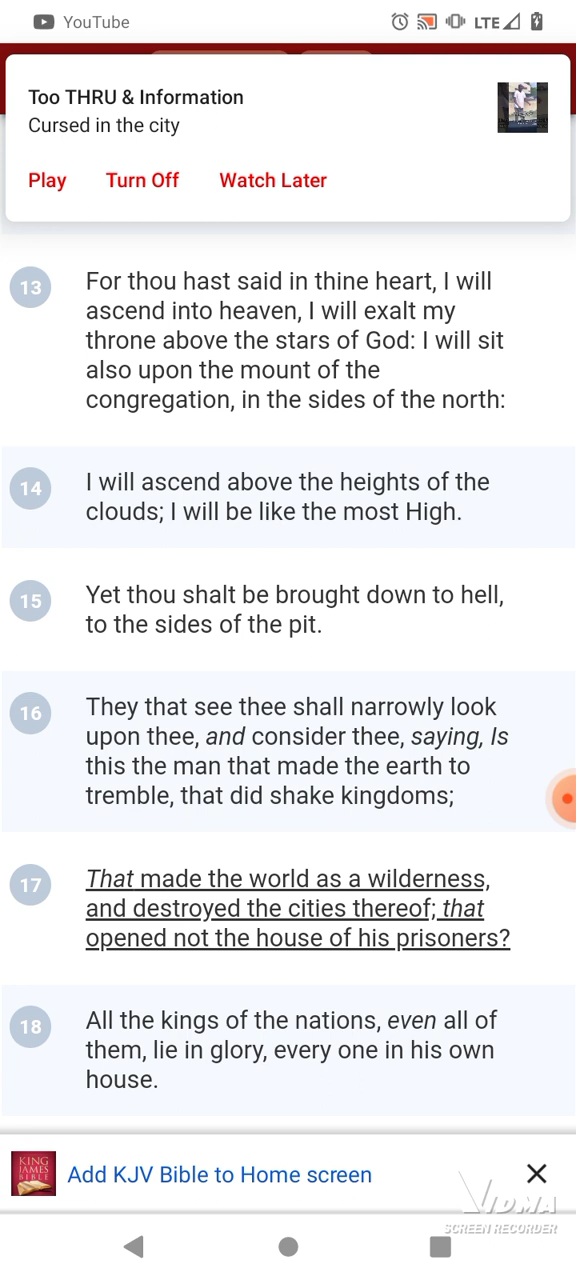 YouTube
LTE
Too THRU & Information
Cursed in the city
Play Turn Off Watch Later
13 For thou hast said in thine heart, I will
ascend into heaven, I will exalt my
throne above the stars of God: I will sit
also upon the mount of the
congregation, in the sides of the north:
14 I will ascend above the heights of the
clouds; I will be like the most High.
15 Yet thou shalt be brought down to hell,
to the sides of the pit.
16 They that see thee shall narrowly look
upon thee, and consider thee, saying, Is
this the man that made the earth to
tremble, that did shake kingdoms;
17 That made the world as a wilderness,
and destroyed the cities thereof; that
opened not the house of his prisoners?
18 All the kings of the nations, even all of
them, lie in glory, every one in his own
house.
KING
JAMES
BIBLE
Add KJV Bible to Home screen
VIDMA
SCREEN RECORDER